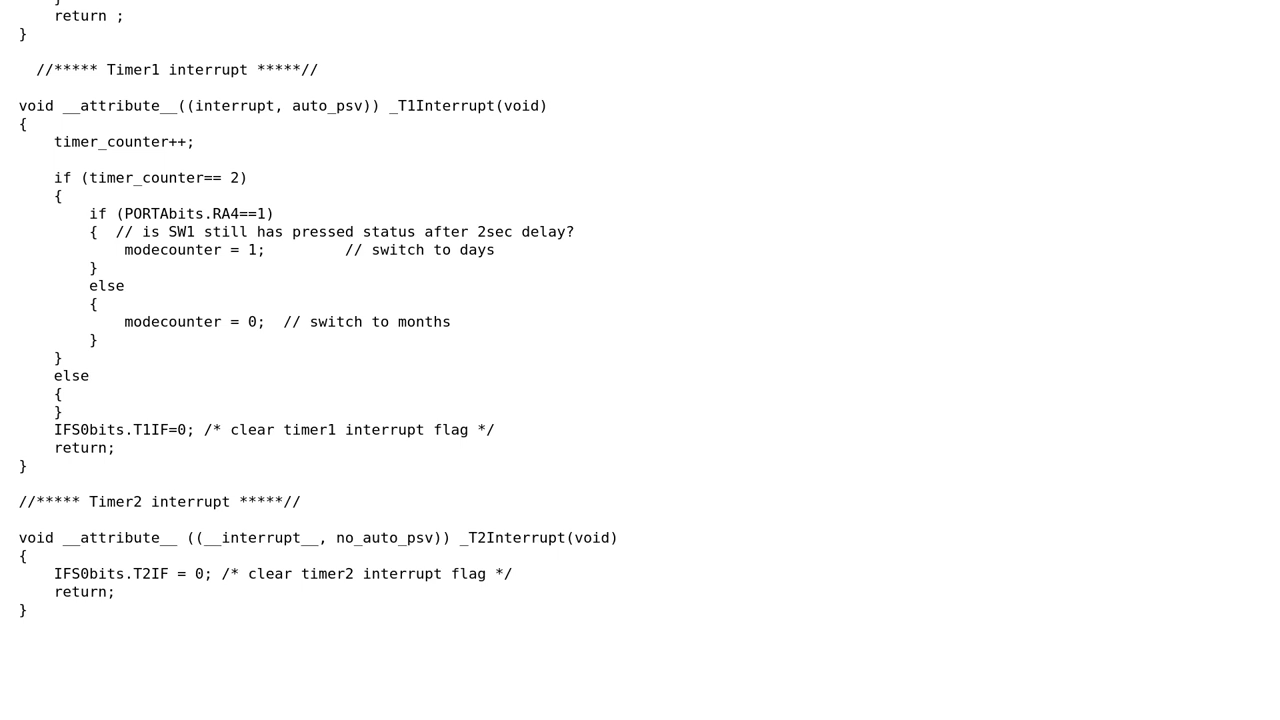 }
    return ;
}

  //***** Timer1 interrupt *****//

void __attribute__((interrupt, auto_psv)) _T1Interrupt(void)
{
    timer_counter++;

    if (timer_counter== 2)
    {
        if (PORTAbits.RA4==1)
        {  // is SW1 still has pressed status after 2sec delay?
            modecounter = 1;         // switch to days
        }
        else
        {
            modecounter = 0;  // switch to months
        }
    }
    else
    {
    }
    IFS0bits.T1IF=0; /* clear timer1 interrupt flag */
    return;
}

//***** Timer2 interrupt *****//

void __attribute__ ((__interrupt__, no_auto_psv)) _T2Interrupt(void)
{
    IFS0bits.T2IF = 0; /* clear timer2 interrupt flag */
    return;
}